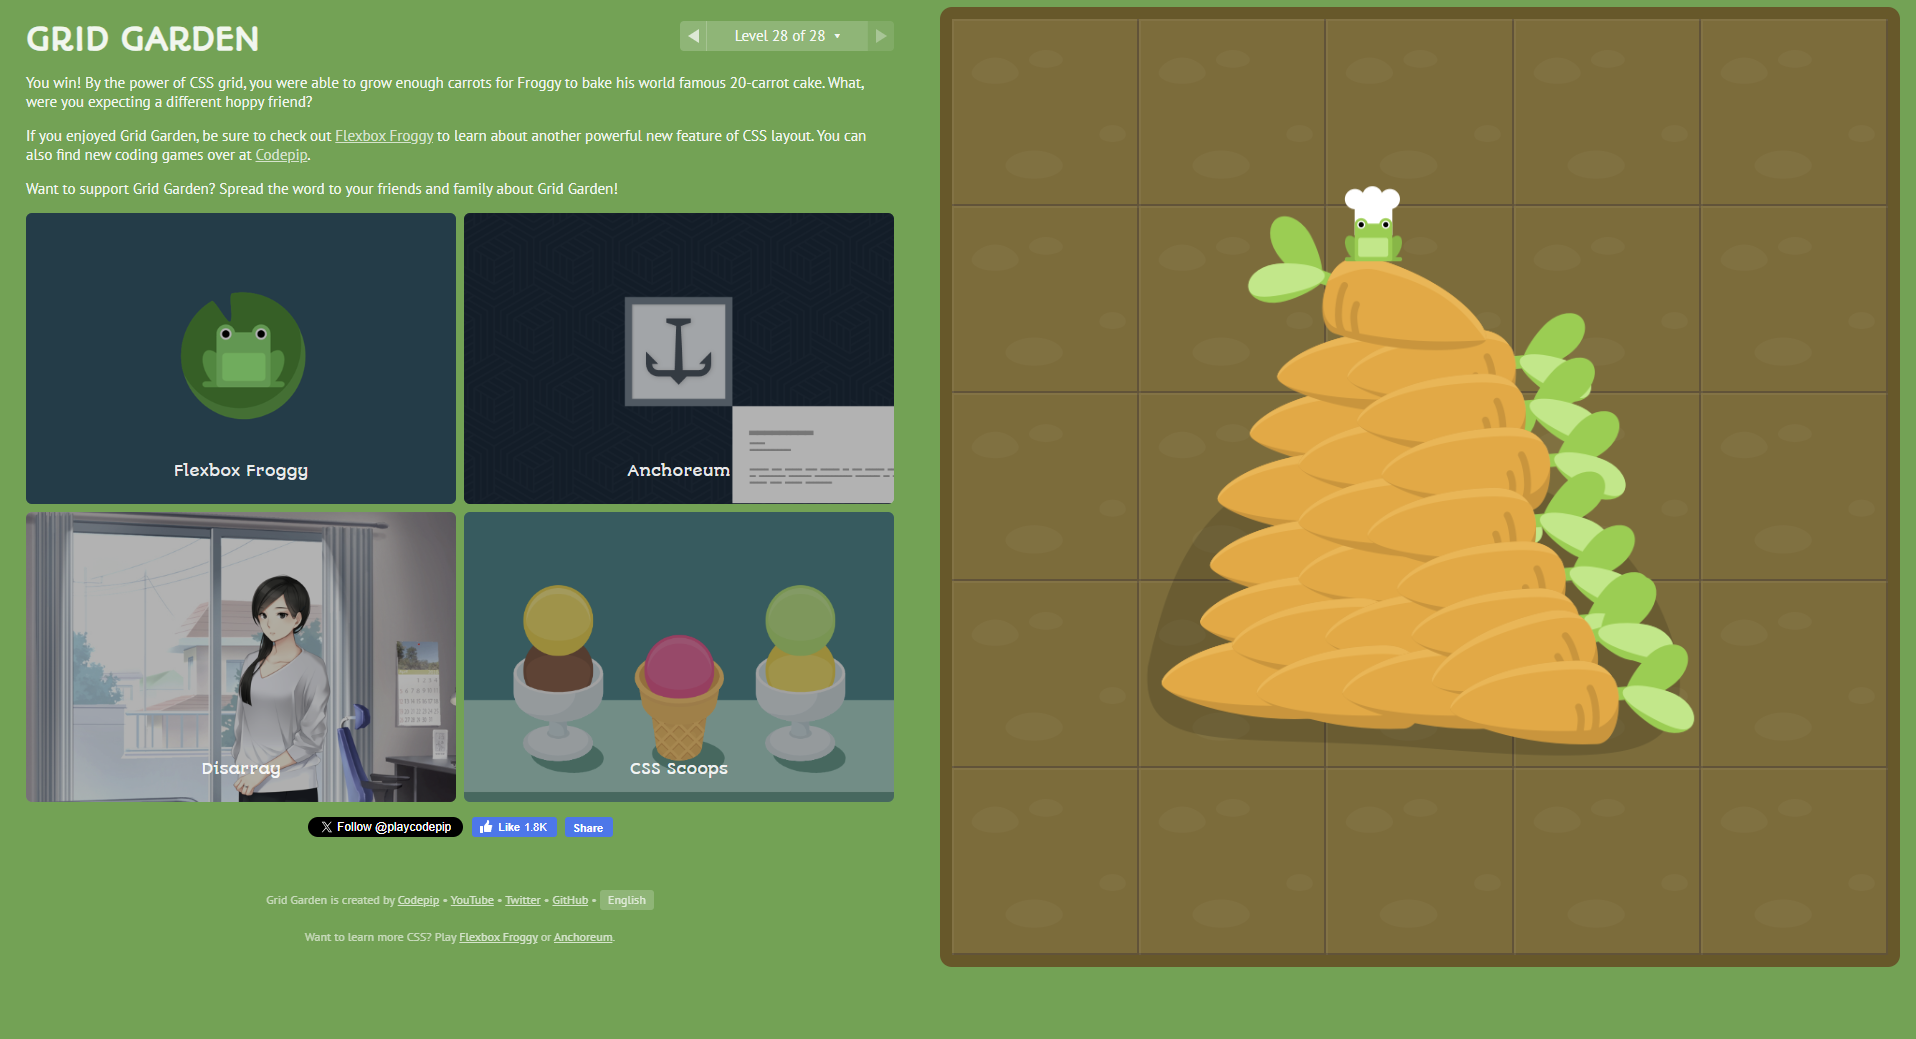 GRID GARDEN
Level 28 of 28
You win! By the power of CSS grid, you were able to grow enough carrots for Froggy to bake his world famous 20-carrot cake. What,
were you expecting a different hoppy friend?
If you enjoyed Grid Garden, be sure to check out Flexbox Froggy to learn about another powerful new feature of CSS layout. You can
also find new coding games over at Codepip.
Want to support Grid Garden? Spread the word to your friends and family about Grid Garden!
Flexbox Froggy
Anchoreum
Disarray
CSS Scoops
Follow @playcodepip
Like 1.8K
Share
Grid Garden is created by Codepip • YouTube • Twitter • GitHub • English
Want to learn more CSS? Play Flexbox Froggy or Anchoreum.